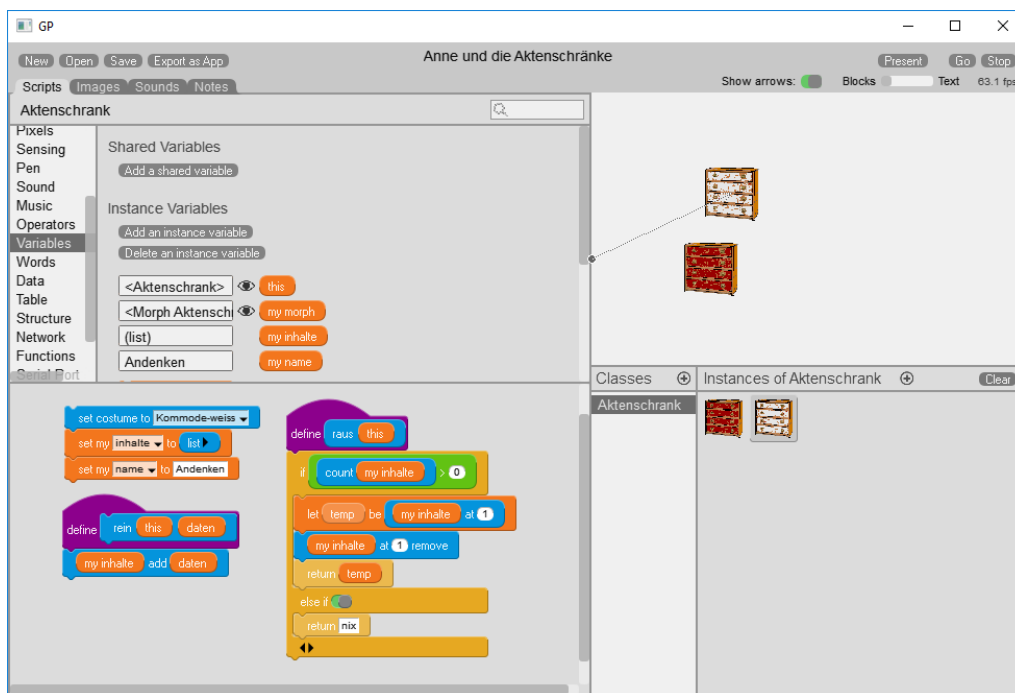 GP
Anne und die Aktenschränke
New Open Save Export as App
Present Go Stop
Scripts Images Sounds Notes
Show arrows: Blocks Text 63.1 fps
Aktenschrank
Pixels
Sensing
Pen
Sound
Music
Operators
Variables
Words
Data
Table
Structure
Network
Functions
Serial Port
Shared Variables
Add a shared variable
Instance Variables
Add an instance variable
Delete an instance variable
<Aktenschrank> this
<Morph Aktenschr my morph
(list) my inhalte
Andenken my name
Classes
Aktenschrank
Instances of Aktenschrank
Clear
set costume to Kommode-weiss
set my inhalte to list
set my name to Andenken
define rein this daten
my inhalte add daten
define raus this
if count my inhalte > 0
let temp be my inhalte at 1
my inhalte at 1 remove
return temp
else if
return nix